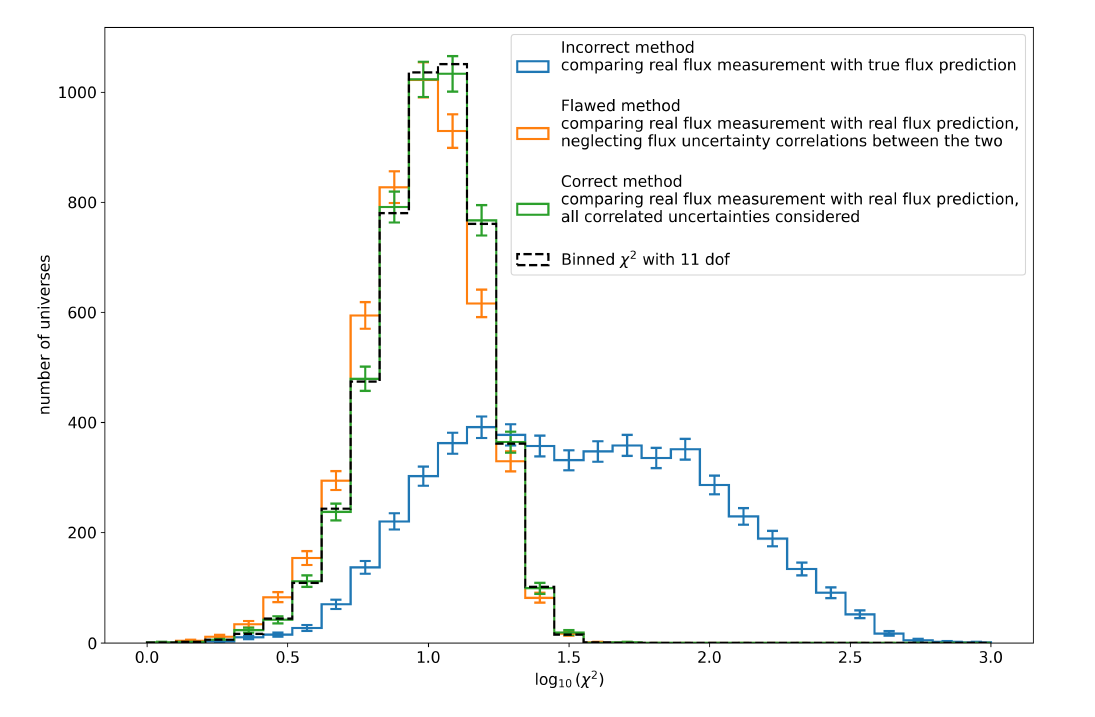 Incorrect method
comparing real flux measurement with true flux prediction
Flawed method
comparing real flux measurement with real flux prediction,
neglecting flux uncertainty correlations between the two
Correct method
comparing real flux measurement with real flux prediction,
all correlated uncertainties considered
Binned χ² with 11 dof
number of universes
1000
800
600
400
200
0
0.0 0.5 1.0 1.5 2.0 2.5 3.0
log₁₀(χ²)